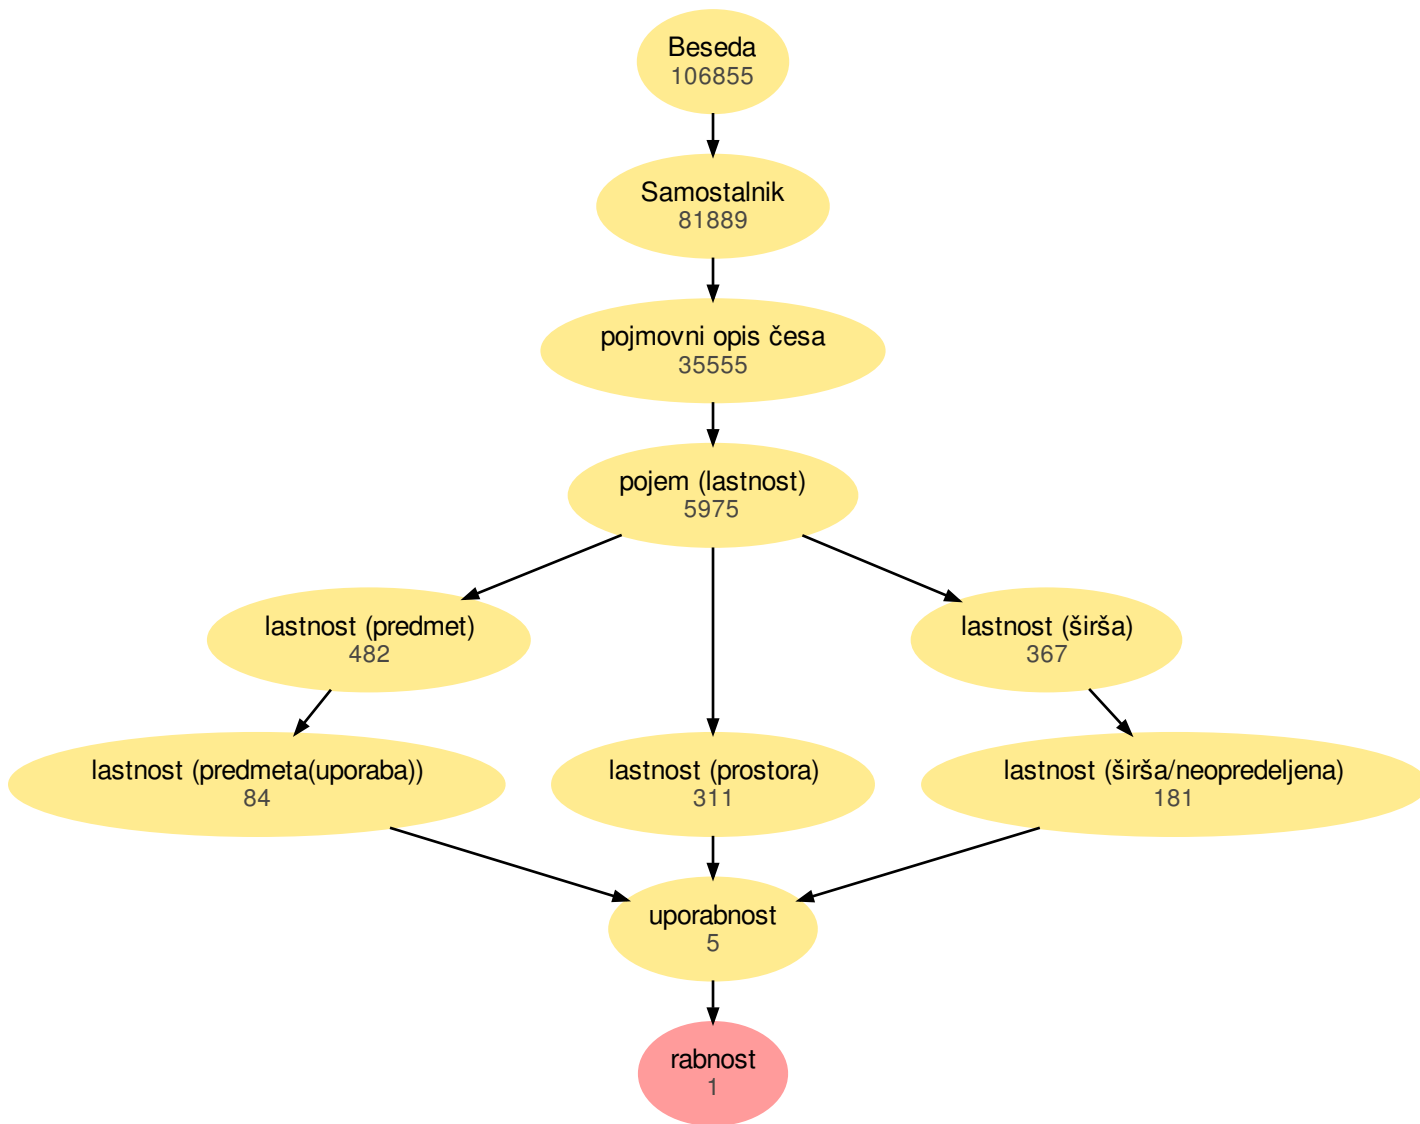 Beseda
106855
Samostalnik
81889
pojmovni opis česa
35555
pojem (lastnost)
5975
lastnost (predmet)
482
lastnost (širša)
367
lastnost (predmeta(uporaba))
84
lastnost (prostora)
311
lastnost (širša/neopredeljena)
181
uporabnost
5
rabnost
1